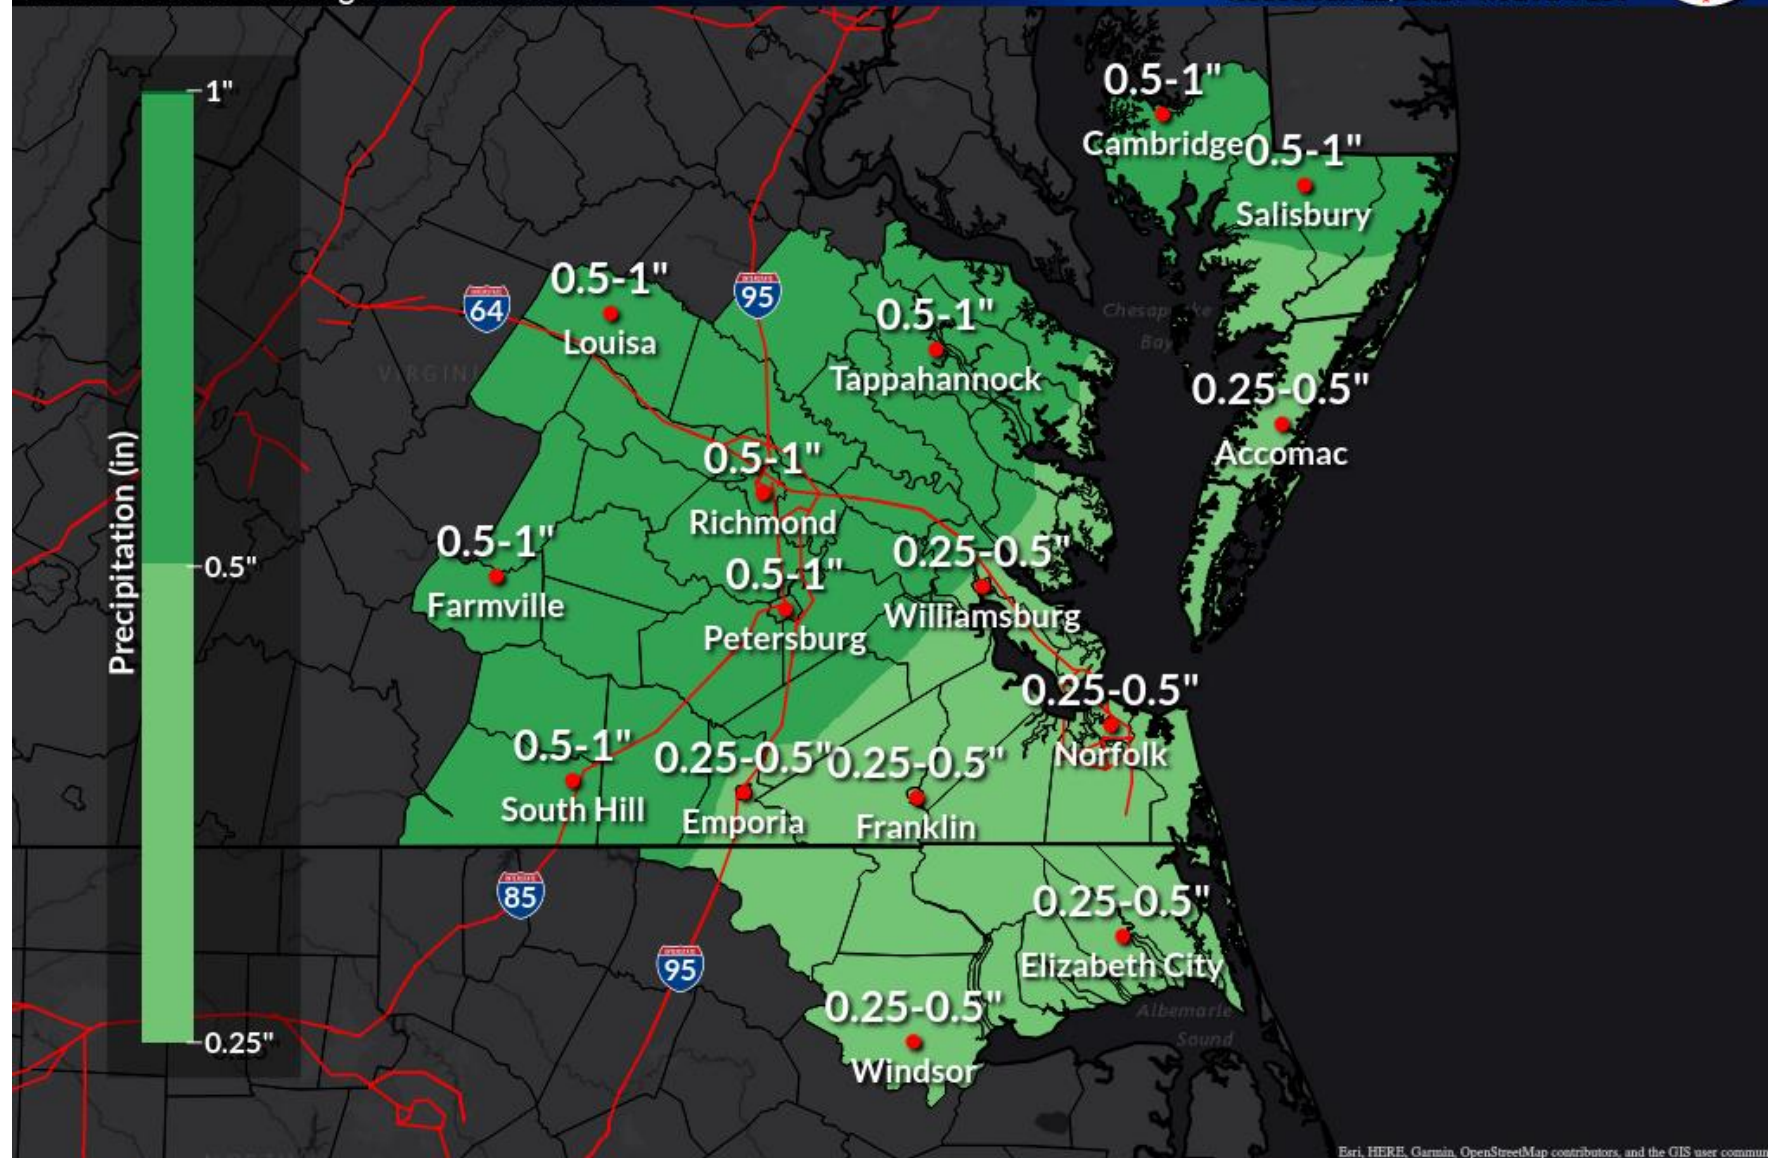 1"
0.5"
0.25"
Precipitation (in)
0.5-1"
Cambridge
0.5-1"
Salisbury
0.5-1"
Louisa
64
95
0.5-1"
Tappahannock
Chesapeake
Bay
VIRGINI
0.25-0.5"
Accomac
0.5-1"
Richmond
0.5-1"
Farmville
0.5-1"
Petersburg
0.25-0.5"
Williamsburg
0.25-0.5"
Norfolk
0.5-1"
South Hill
0.25-0.5"
Emporia
0.25-0.5"
Franklin
85
95
0.25-0.5"
Elizabeth City
0.25-0.5"
Windsor
Albemarle
Sound
Esri, HERE, Garmin, OpenStreetMap contributors, and the GIS user commun